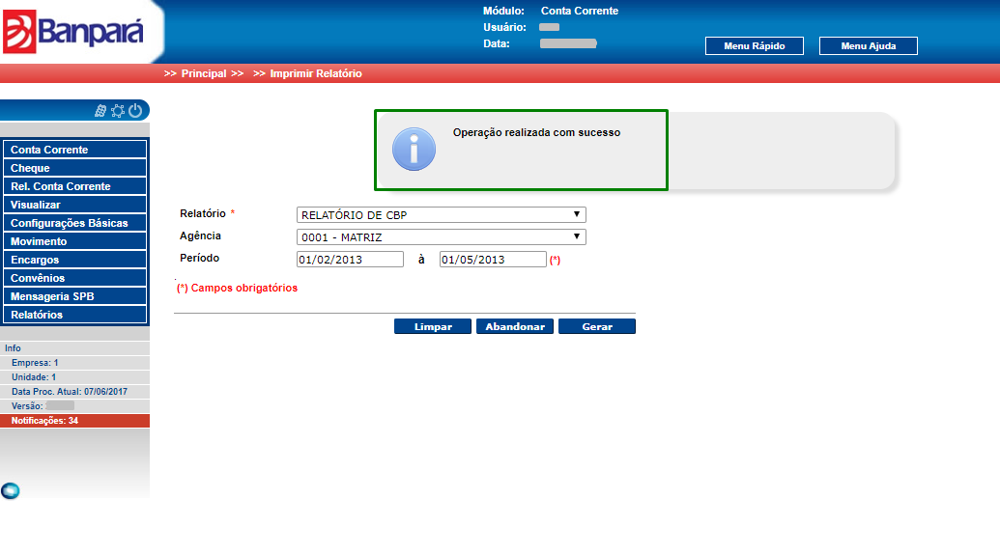 Banpará
Módulo: Conta Corrente
Usuário:
Data:
Menu Rápido
Menu Ajuda
>> Principal >> >> Imprimir Relatório
Conta Corrente
Cheque
Rel. Conta Corrente
Visualizar
Configurações Básicas
Movimento
Encargos
Convênios
Mensageria SPB
Relatórios
Info
Empresa: 1
Unidade: 1
Data Proc. Atual: 07/06/2017
Versão:
Notificações: 34
Operação realizada com sucesso
Relatório * RELATÓRIO DE CBP
Agência 0001 - MATRIZ
Período 01/02/2013 à 01/05/2013 (*)
(*) Campos obrigatórios
Limpar Abandonar Gerar